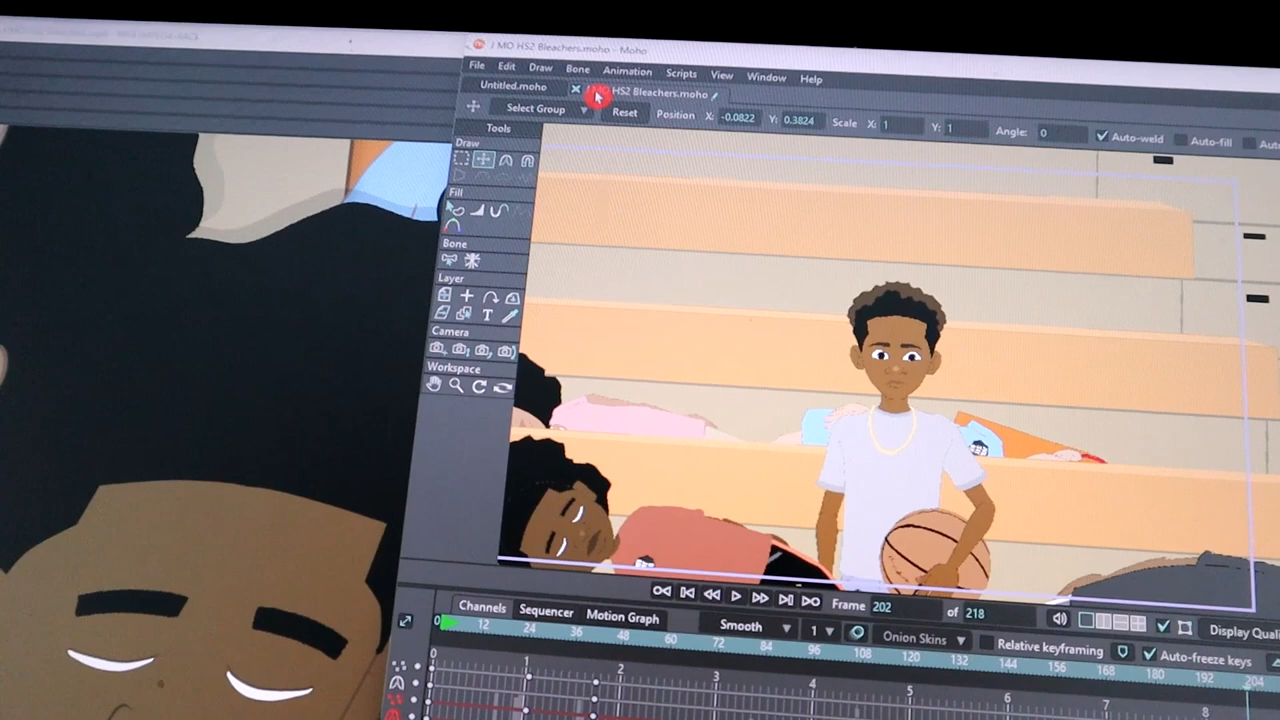 J MO HS2 Bleachers.moho - Moho
File Edit Draw Bone Animation Scripts View Window Help
Untitled.moho
HS2 Bleachers.moho
Select Group Reset Position X: -0.0822 Y: 0.3824 Scale X: 1 Y: 1 Angle: 0 Auto-weld Auto-fill
Tools
Draw
Fill
Bone
Layer
T
Camera
Workspace
Frame 202 of 218
Channels Sequencer Motion Graph Smooth 1 Onion Skins Relative keyframing Auto-freeze keys
Display Quali
0 12 24 36 48 60 72 84 96 108 120 132 144 156 168 180 192 204
0 1 2 3 4 5 6 7 8